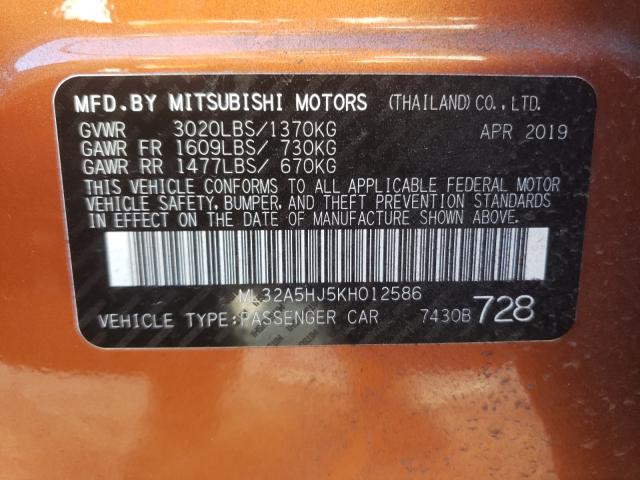 MFD.BY MITSUBISHI MOTORS (THAILAND)CO.,LTD.
GVWR 3020LBS/1370KG APR 2019
GAWR FR 1609LBS/ 730KG
GAWR RR 1477LBS/ 670KG
THIS VEHICLE CONFORMS TO ALL APPLICABLE FEDERAL MOTOR
VEHICLE SAFETY, BUMPER, AND THEFT PREVENTION STANDARDS
IN EFFECT ON THE DATE OF MANUFACTURE SHOWN ABOVE.
ML32A5HJ5KH012586
VEHICLE TYPE:PASSENGER CAR 7430B 728